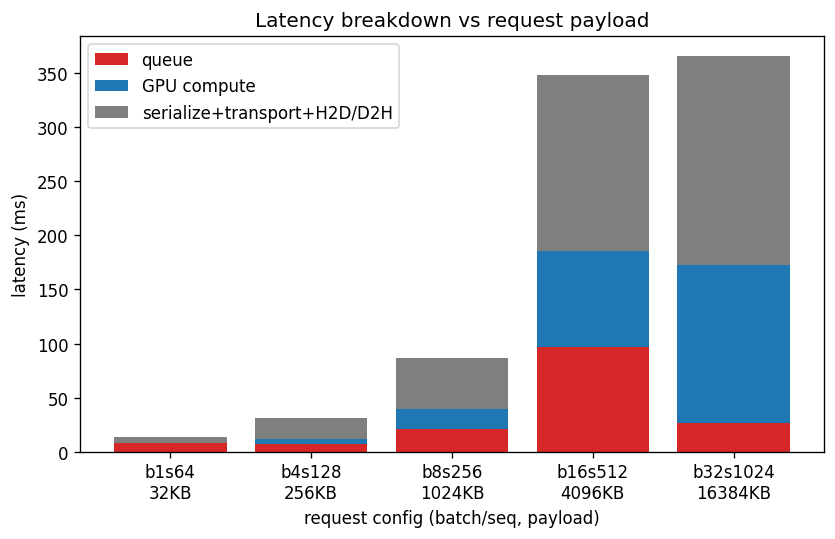 Latency breakdown vs request payload
queue
GPU compute
serialize+transport+H2D/D2H
latency (ms)
350
300
250
200
150
100
50
0
b1s64
32KB
b4s128
256KB
b8s256
1024KB
b16s512
4096KB
b32s1024
16384KB
request config (batch/seq, payload)